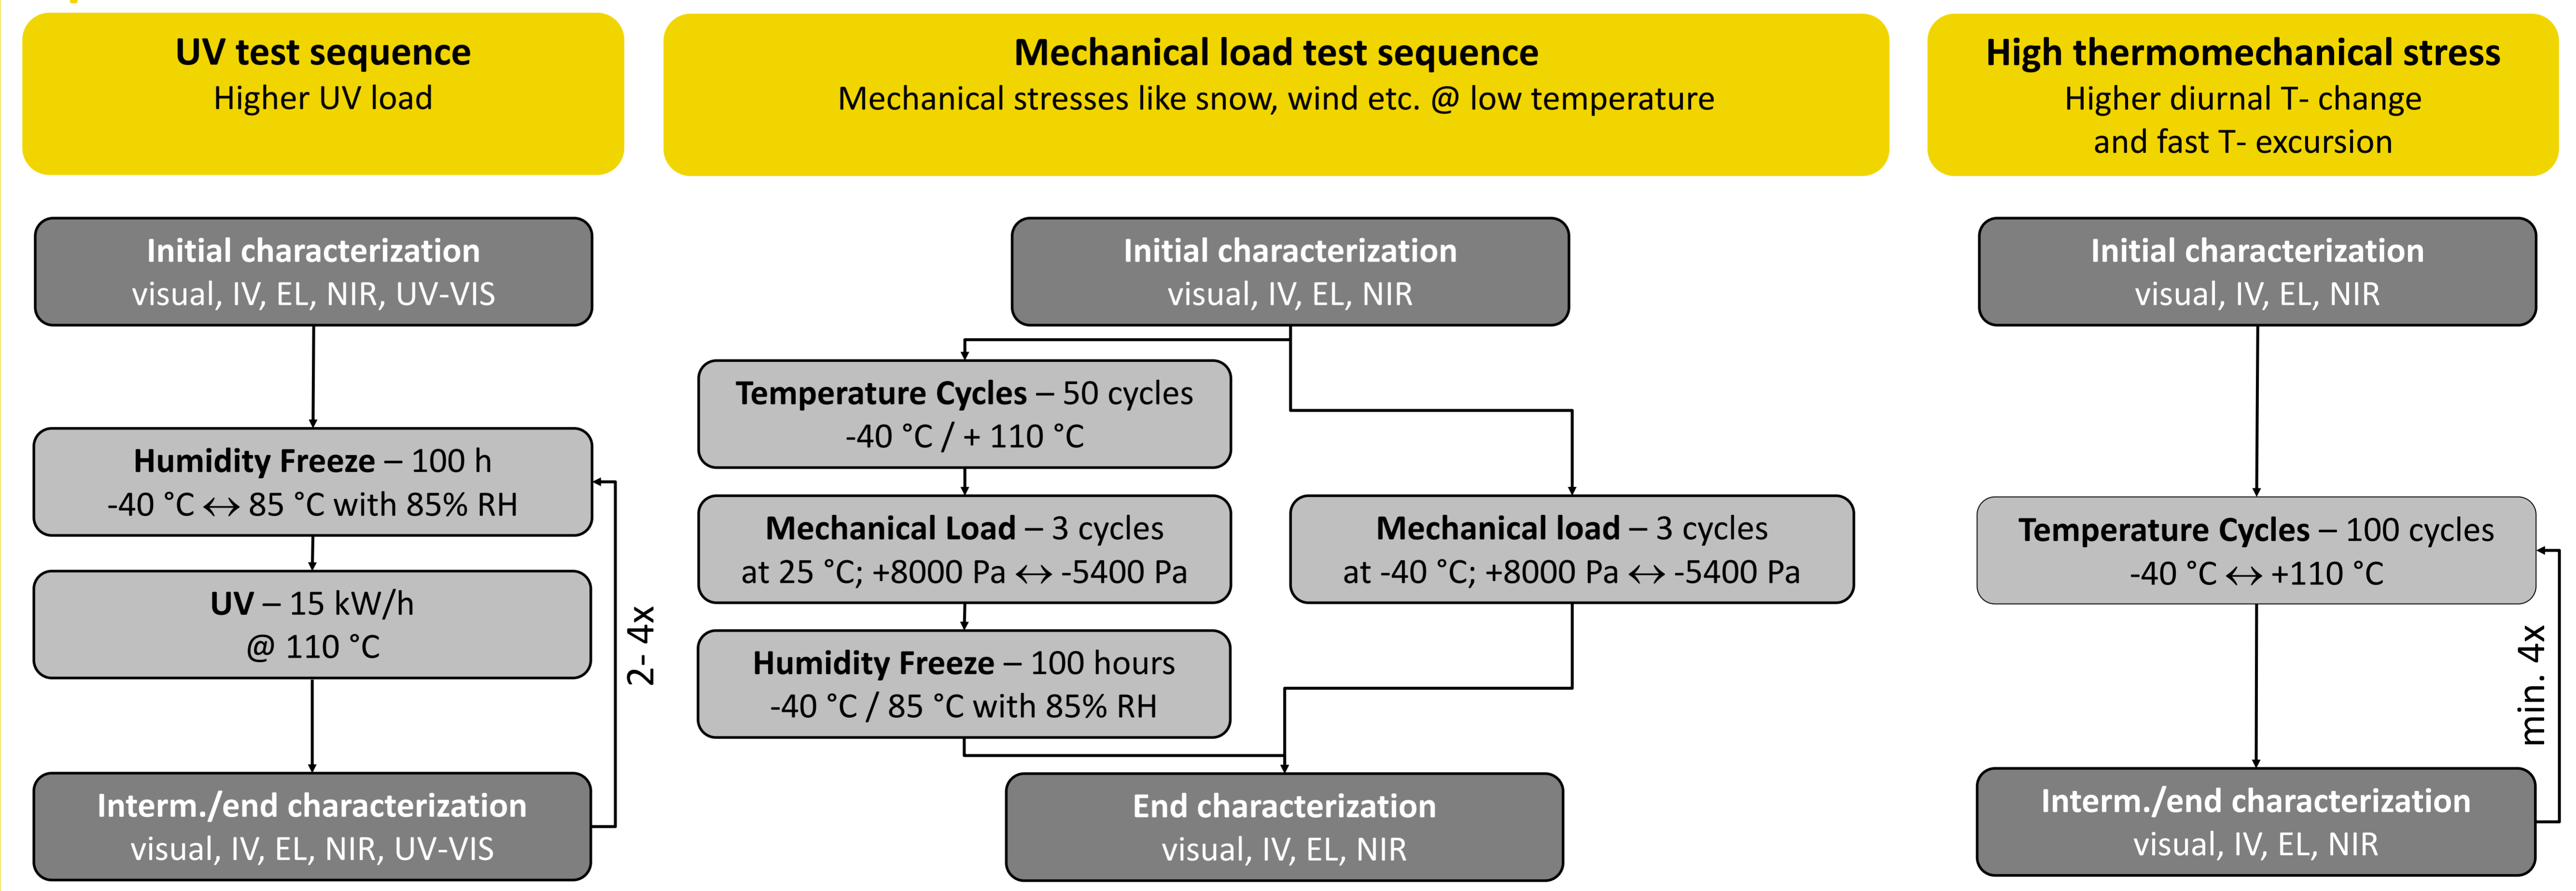 UV test sequence
Higher UV load
Mechanical load test sequence
Mechanical stresses like snow, wind etc. @ low temperature
High thermomechanical stress
Higher diurnal T- change
and fast T- excursion
Initial characterization
visual, IV, EL, NIR, UV-VIS
Humidity Freeze – 100 h
-40 °C ↔ 85 °C with 85% RH
UV – 15 kW/h
@ 110 °C
Interm./end characterization
visual, IV, EL, NIR, UV-VIS
2- 4x
Initial characterization
visual, IV, EL, NIR
Temperature Cycles – 50 cycles
-40 °C / + 110 °C
Mechanical Load – 3 cycles
at 25 °C; +8000 Pa ↔ -5400 Pa
Humidity Freeze – 100 hours
-40 °C / 85 °C with 85% RH
Mechanical load – 3 cycles
at -40 °C; +8000 Pa ↔ -5400 Pa
End characterization
visual, IV, EL, NIR
Initial characterization
visual, IV, EL, NIR
Temperature Cycles – 100 cycles
-40 °C ↔ +110 °C
Interm./end characterization
visual, IV, EL, NIR
min. 4x